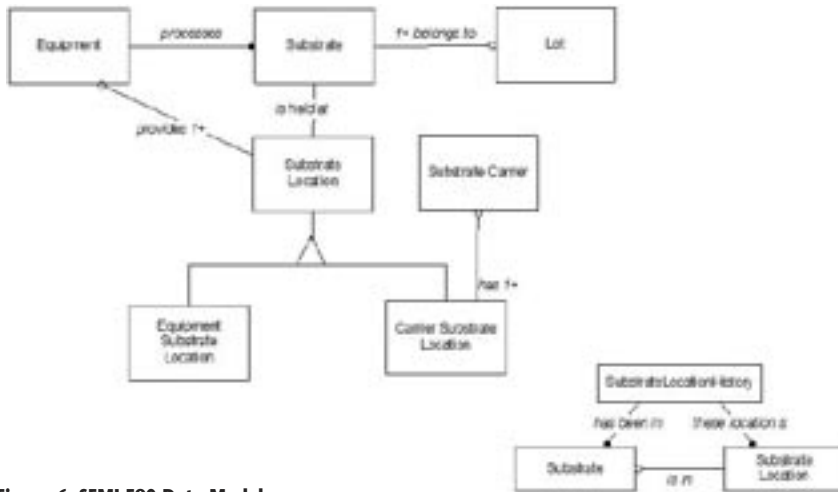 Equipment
processes
Substrate
1+ belongs to
Lot
is held at
provides 1+
Substrate
Location
Substrate Carrier
has 1+
Equipment
Substrate
Location
Carrier Substrate
Location
SubstrateLocationHistory
has been in
these location s
Substrate
is in
Substrate
Location
Figure 6: SEMI E90 Data Model